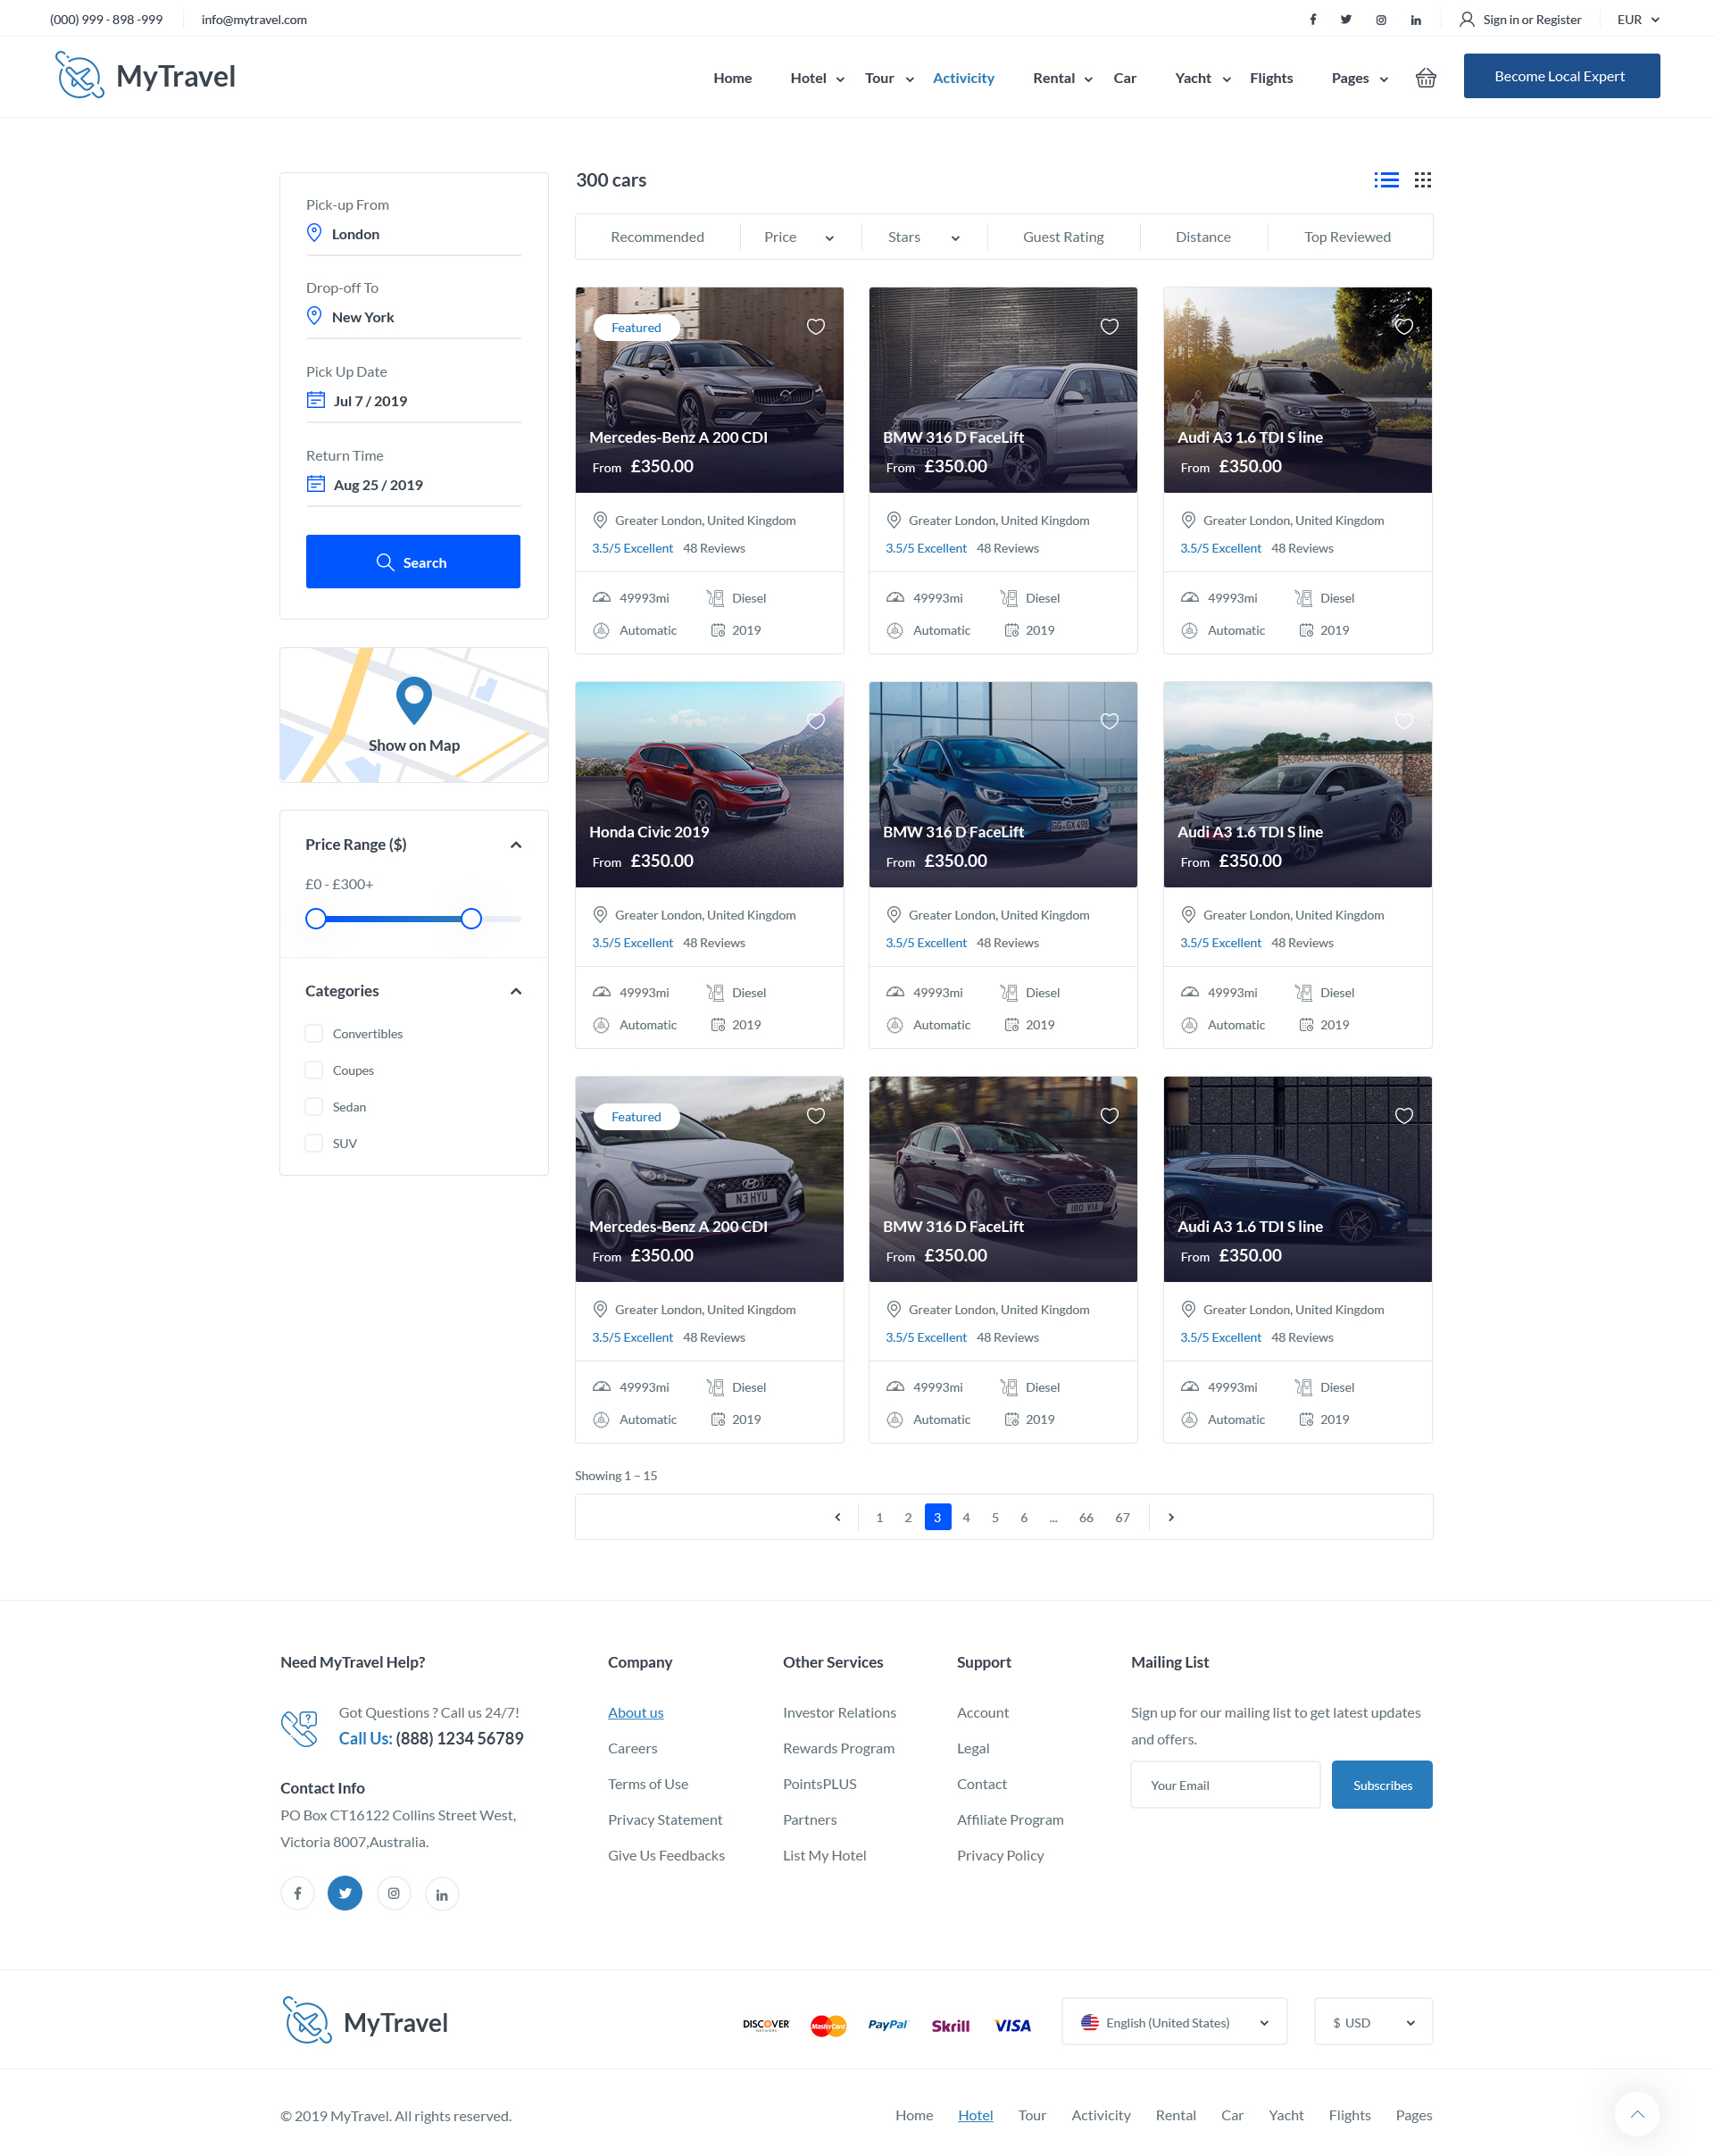 (000) 999 - 898 -999 info@mytravel.com Sign in or Register EUR
MyTravel Home Hotel Tour Activicity Rental Car Yacht Flights Pages Become Local Expert
Pick-up From
London
Drop-off To
New York
Pick Up Date
Jul 7 / 2019
Return Time
Aug 25 / 2019
Search
Show on Map
Price Range ($)
£0 - £300+
Categories
Convertibles
Coupes
Sedan
SUV
300 cars
Recommended Price Stars Guest Rating Distance Top Reviewed
Featured
Mercedes-Benz A 200 CDI BMW 316 D FaceLift Audi A3 1.6 TDI S line
From £350.00 From £350.00 From £350.00
Greater London, United Kingdom Greater London, United Kingdom Greater London, United Kingdom
3.5/5 Excellent 48 Reviews 3.5/5 Excellent 48 Reviews 3.5/5 Excellent 48 Reviews
49993mi Diesel 49993mi Diesel 49993mi Diesel
Automatic 2019 Automatic 2019 Automatic 2019
GG GX 498
Honda Civic 2019 BMW 316 D FaceLift Audi A3 1.6 TDI S line
From £350.00 From £350.00 From £350.00
Greater London, United Kingdom Greater London, United Kingdom Greater London, United Kingdom
3.5/5 Excellent 48 Reviews 3.5/5 Excellent 48 Reviews 3.5/5 Excellent 48 Reviews
49993mi Diesel 49993mi Diesel 49993mi Diesel
Automatic 2019 Automatic 2019 Automatic 2019
Featured
N3 HYU
180 VIA
Mercedes-Benz A 200 CDI BMW 316 D FaceLift Audi A3 1.6 TDI S line
From £350.00 From £350.00 From £350.00
Greater London, United Kingdom Greater London, United Kingdom Greater London, United Kingdom
3.5/5 Excellent 48 Reviews 3.5/5 Excellent 48 Reviews 3.5/5 Excellent 48 Reviews
49993mi Diesel 49993mi Diesel 49993mi Diesel
Automatic 2019 Automatic 2019 Automatic 2019
Showing 1 – 15
1 2 3 4 5 6 ... 66 67
Need MyTravel Help?
Got Questions ? Call us 24/7!
Call Us: (888) 1234 56789
Contact Info
PO Box CT16122 Collins Street West,
Victoria 8007,Australia.
Company
About us
Careers
Terms of Use
Privacy Statement
Give Us Feedbacks
Other Services
Investor Relations
Rewards Program
PointsPLUS
Partners
List My Hotel
Support
Account
Legal
Contact
Affiliate Program
Privacy Policy
Mailing List
Sign up for our mailing list to get latest updates
and offers.
Your Email Subscribes
MyTravel DISCOVER NETWORK MasterCard PayPal Skrill VISA English (United States) $ USD
© 2019 MyTravel. All rights reserved. Home Hotel Tour Activicity Rental Car Yacht Flights Pages